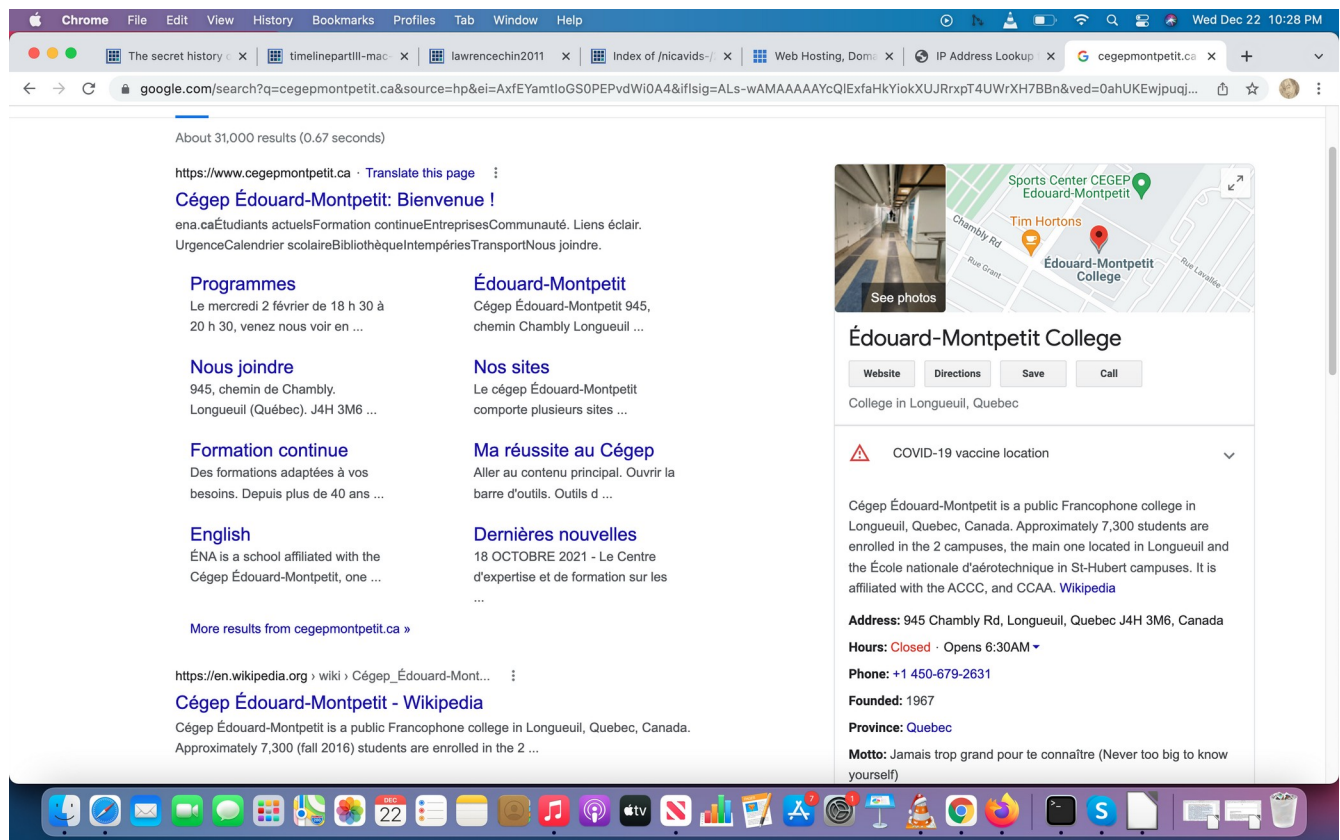 Chrome File Edit View History Bookmarks Profiles Tab Window Help
Wed Dec 22 10:28 PM
The secret history
timelinepartIII-mac-
lawrencechin2011
Index of /nicavids-/
Web Hosting, Doma
IP Address Lookup
cegepmontpetit.ca
google.com/search?q=cegepmontpetit.ca&source=hp&ei=AxfEYamtIoGS0PEPvdWi0A4&iflsig=ALs-wAMAAAAAYcQlExfaHkYiokXUJRrxpT4UWrXH7BBn&ved=0ahUKEwjpuqj...
About 31,000 results (0.67 seconds)
https://www.cegepmontpetit.ca · Translate this page
Cégep Édouard-Montpetit: Bienvenue !
ena.caÉtudiants actuelsFormation continueEntreprisesCommunauté. Liens éclair.
UrgenceCalendrier scolaireBibliothèqueIntempériesTransportNous joindre.
Programmes
Le mercredi 2 février de 18 h 30 à
20 h 30, venez nous voir en ...
Édouard-Montpetit
Cégep Édouard-Montpetit 945,
chemin Chambly Longueuil ...
Nous joindre
945, chemin de Chambly.
Longueuil (Québec). J4H 3M6 ...
Nos sites
Le cégep Édouard-Montpetit
comporte plusieurs sites ...
Formation continue
Des formations adaptées à vos
besoins. Depuis plus de 40 ans ...
Ma réussite au Cégep
Aller au contenu principal. Ouvrir la
barre d'outils. Outils d ...
English
ÉNA is a school affiliated with the
Cégep Édouard-Montpetit, one ...
Dernières nouvelles
18 OCTOBRE 2021 - Le Centre
d'expertise et de formation sur les
...
More results from cegepmontpetit.ca »
https://en.wikipedia.org › wiki › Cégep_Édouard-Mont...
Cégep Édouard-Montpetit - Wikipedia
Cégep Édouard-Montpetit is a public Francophone college in Longueuil, Quebec, Canada.
Approximately 7,300 (fall 2016) students are enrolled in the 2 ...
See photos
Sports Center CEGEP
Edouard-Montpetit
Chambly Rd
Tim Hortons
Rue Grant
Édouard-Montpetit
College
Rue Lavallée
Édouard-Montpetit College
Website Directions Save Call
College in Longueuil, Quebec
COVID-19 vaccine location
Cégep Édouard-Montpetit is a public Francophone college in
Longueuil, Quebec, Canada. Approximately 7,300 students are
enrolled in the 2 campuses, the main one located in Longueuil and
the École nationale d'aérotechnique in St-Hubert campuses. It is
affiliated with the ACCC, and CCAA. Wikipedia
Address: 945 Chambly Rd, Longueuil, Quebec J4H 3M6, Canada
Hours: Closed · Opens 6:30AM
Phone: +1 450-679-2631
Founded: 1967
Province: Quebec
Motto: Jamais trop grand pour te connaître (Never too big to know
yourself)
DEC
22
tv
7
1